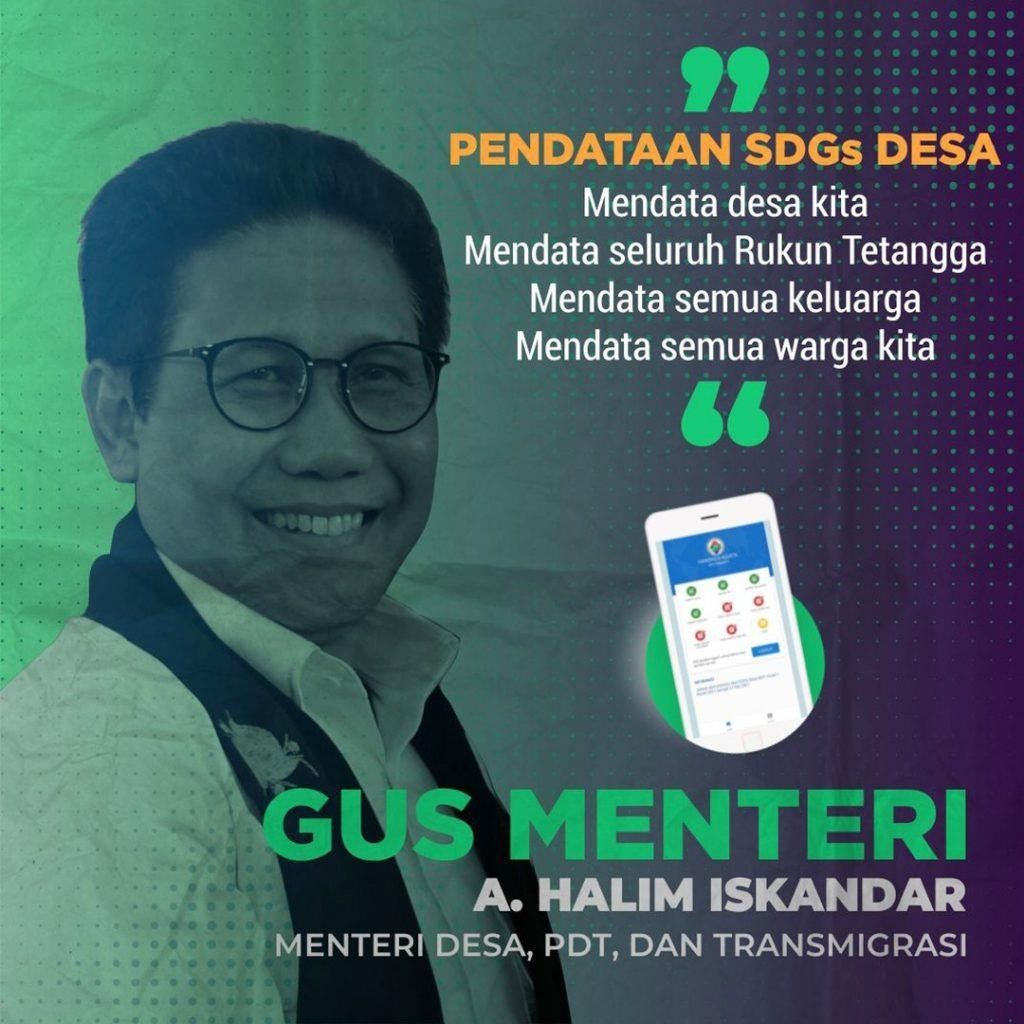 PENDATAAN SDGs DESA
Mendata desa kita
Mendata seluruh Rukun Tetangga
Mendata semua keluarga
Mendata semua warga kita
GUS MENTERI
A. HALIM ISKANDAR
MENTERI DESA, PDT, DAN TRANSMIGRASI